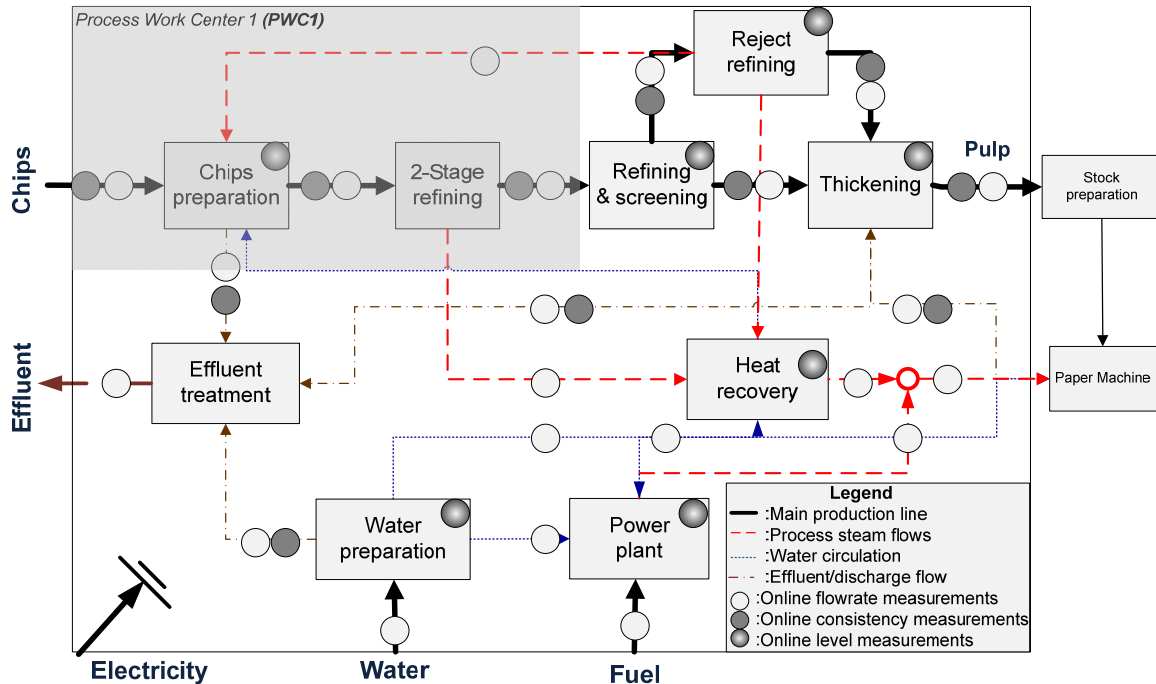 Process Work Center 1 (PWC1)
Reject
refining
Chips
Chips
preparation
2-Stage
refining
Refining
& screening
Thickening
Pulp
Stock
preparation
Effluent
Effluent
treatment
Heat
recovery
Paper Machine
Water
preparation
Power
plant
Legend
:Main production line
:Process steam flows
:Water circulation
:Effluent/discharge flow
:Online flowrate measurements
:Online consistency measurements
:Online level measurements
Electricity
Water
Fuel